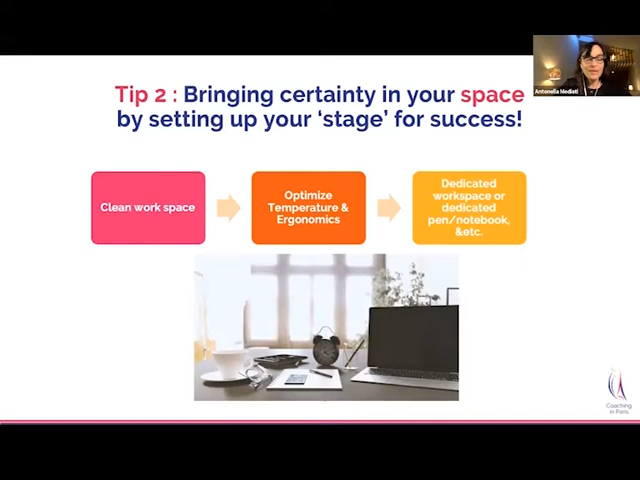 Tip 2 : Bringing certainty in your space
by setting up your ‘stage’ for success!
Clean work space
Optimize
Temperature &
Ergonomics
Dedicated
workspace or
dedicated
pen/notebook,
&etc.
Antonella Mediati
Coaching
in Paris